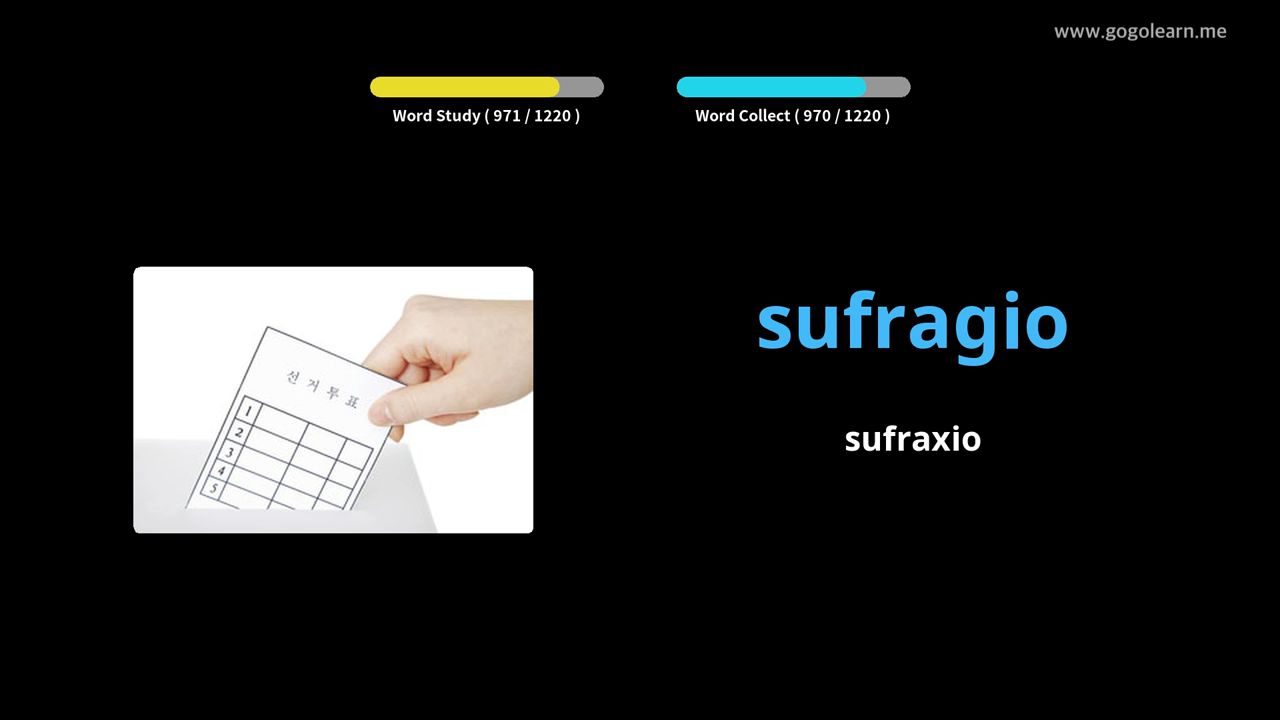 www.gogolearn.me
Word Study ( 971 / 1220 )
Word Collect ( 970 / 1220 )
선거투표
1
2
3
4
5
sufragio
sufraxio